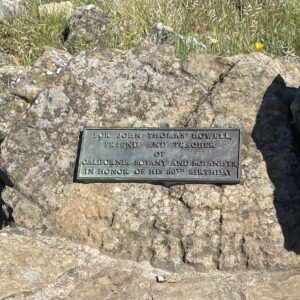 FOR JOHN THOMAS HOWELL
FRIEND AND TEACHER
OF
CALIFORNIA BOTANY AND BOTANISTS
IN HONOR OF HIS 80TH BIRTHDAY